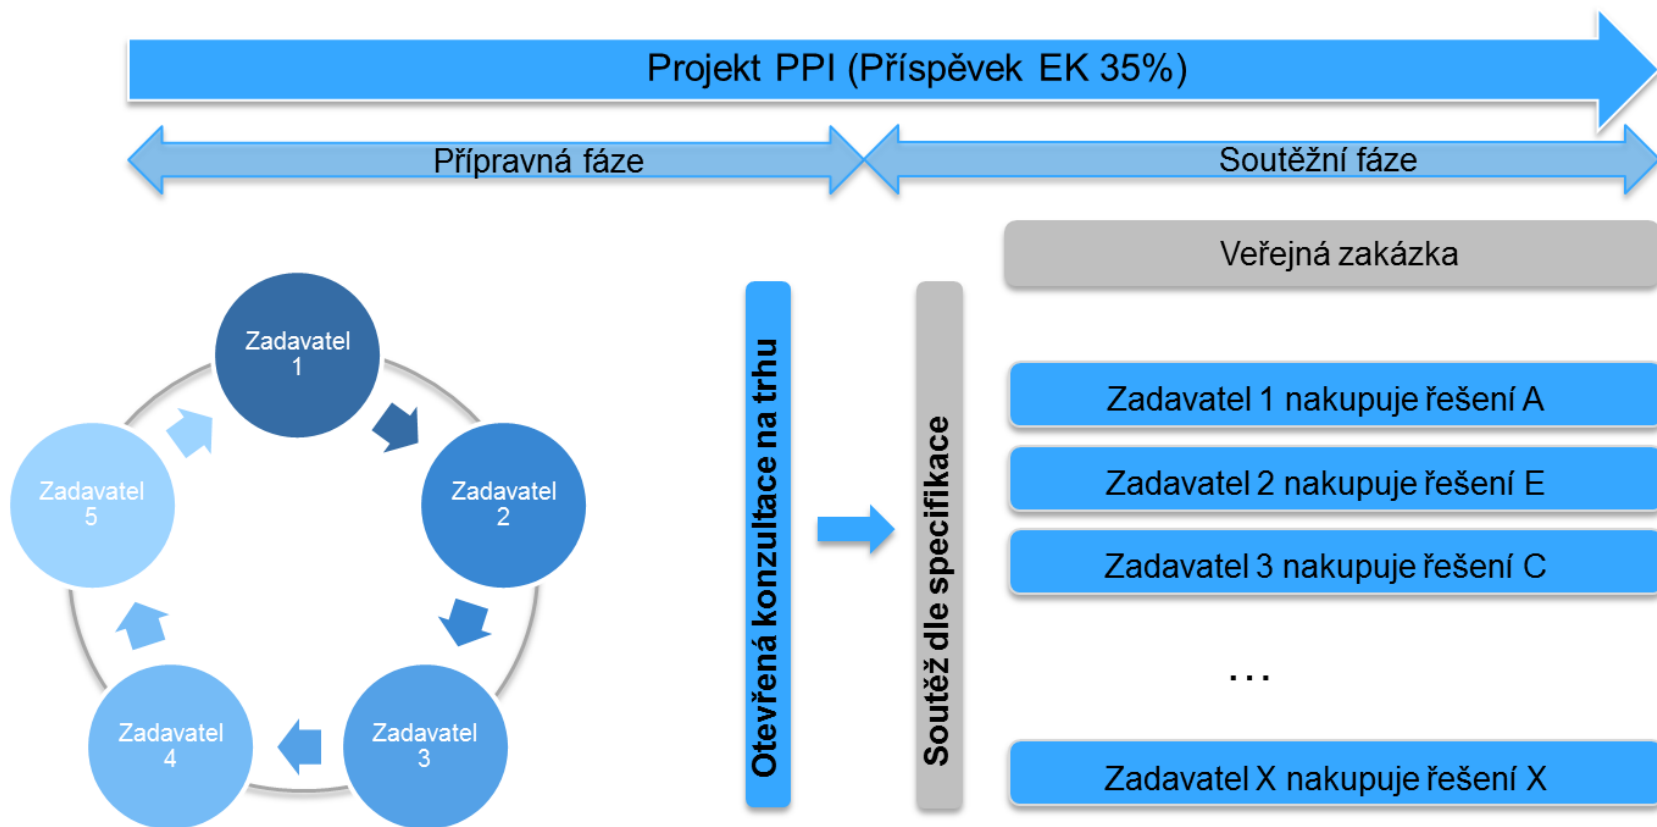 Projekt PPI (Příspěvek EK 35%)
Přípravná fáze
Soutěžní fáze
Veřejná zakázka
Zadavatel
1
Zadavatel
2
Zadavatel
3
Zadavatel
4
Zadavatel
5
Otevřená konzultace na trhu
Soutěž dle specifikace
Zadavatel 1 nakupuje řešení A
Zadavatel 2 nakupuje řešení E
Zadavatel 3 nakupuje řešení C
...
Zadavatel X nakupuje řešení X